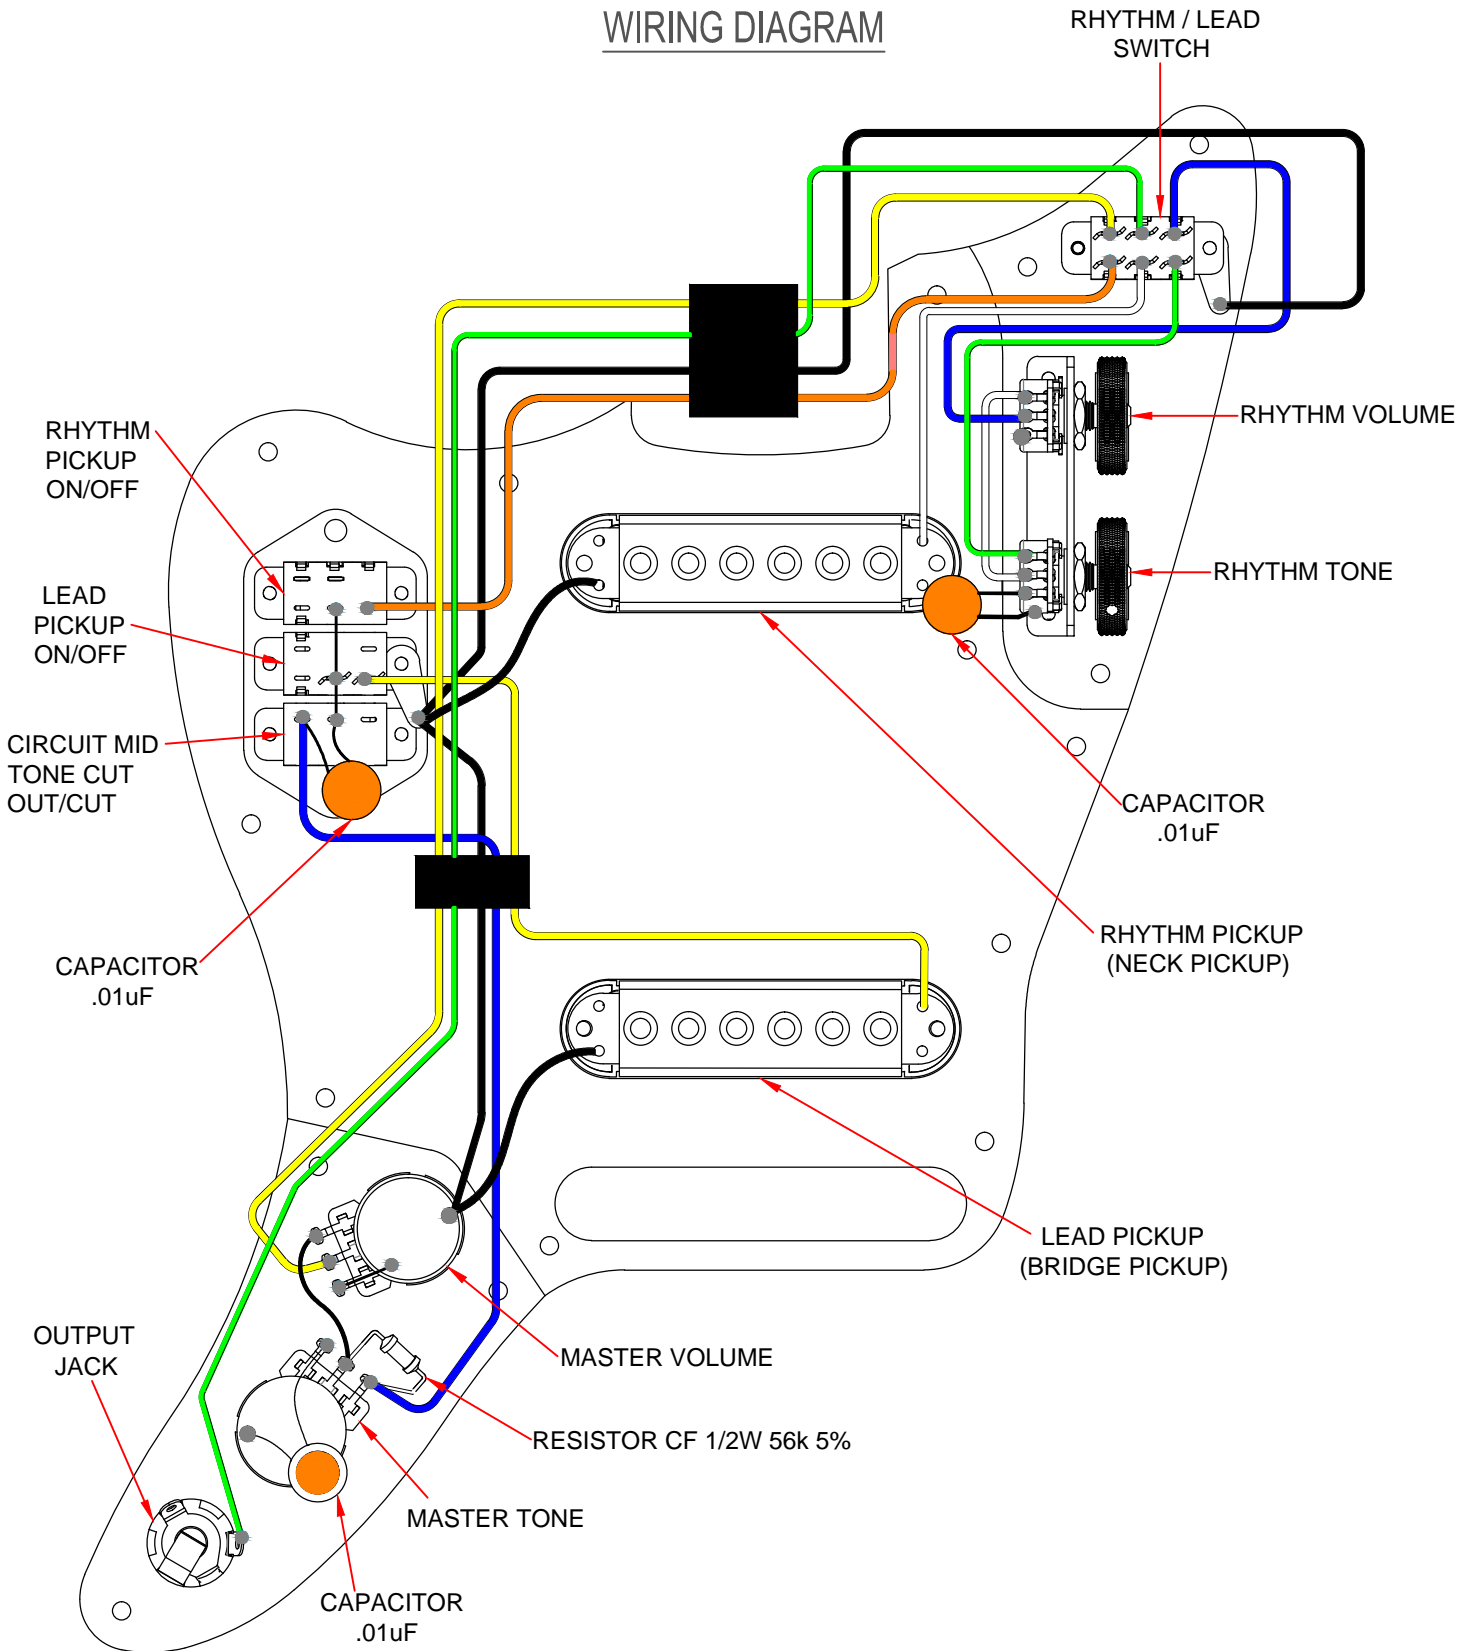 WIRING DIAGRAM
RHYTHM / LEAD
SWITCH
RHYTHM
PICKUP
ON/OFF
RHYTHM VOLUME
LEAD
PICKUP
ON/OFF
RHYTHM TONE
CIRCUIT MID
TONE CUT
OUT/CUT
CAPACITOR
.01uF
CAPACITOR
.01uF
RHYTHM PICKUP
(NECK PICKUP)
LEAD PICKUP
(BRIDGE PICKUP)
OUTPUT
JACK
MASTER VOLUME
RESISTOR CF 1/2W 56k 5%
MASTER TONE
CAPACITOR
.01uF